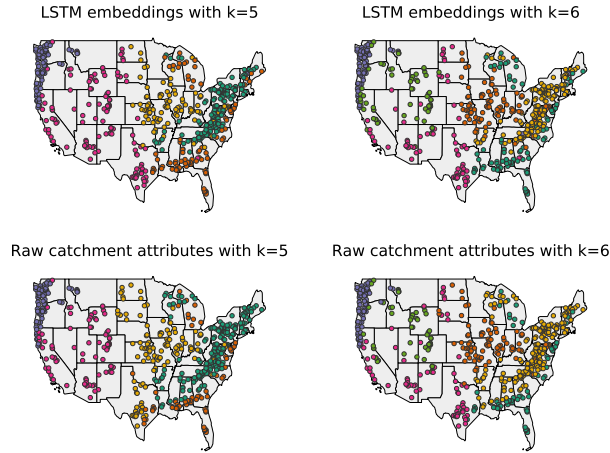 LSTM embeddings with k=5
LSTM embeddings with k=6
Raw catchment attributes with k=5
Raw catchment attributes with k=6